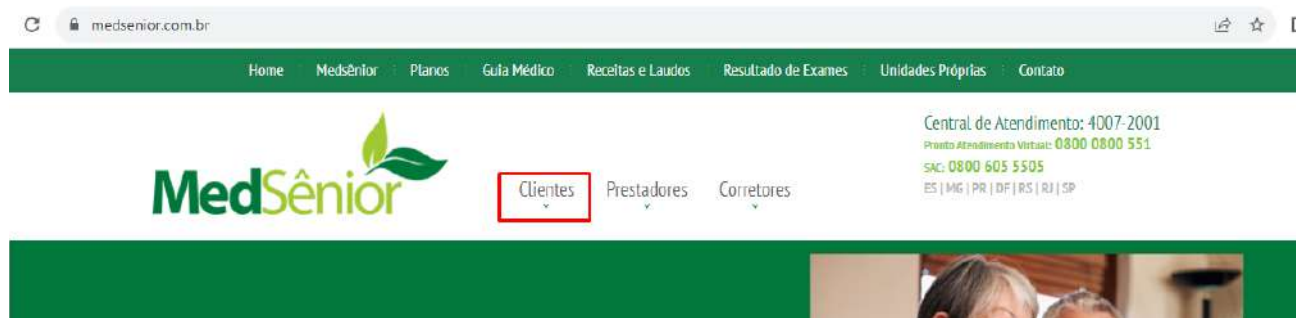 medsenior.com.br
Home Medsênior Planos Guia Médico Receitas e Laudos Resultado de Exames Unidades Próprias Contato
Central de Atendimento: 4007-2001
Pronto Atendimento Virtual: 0800 0800 551
SAC: 0800 605 5505
ES | MG | PR | DF | RS | RJ | SP
MedSênior
Clientes Prestadores Corretores